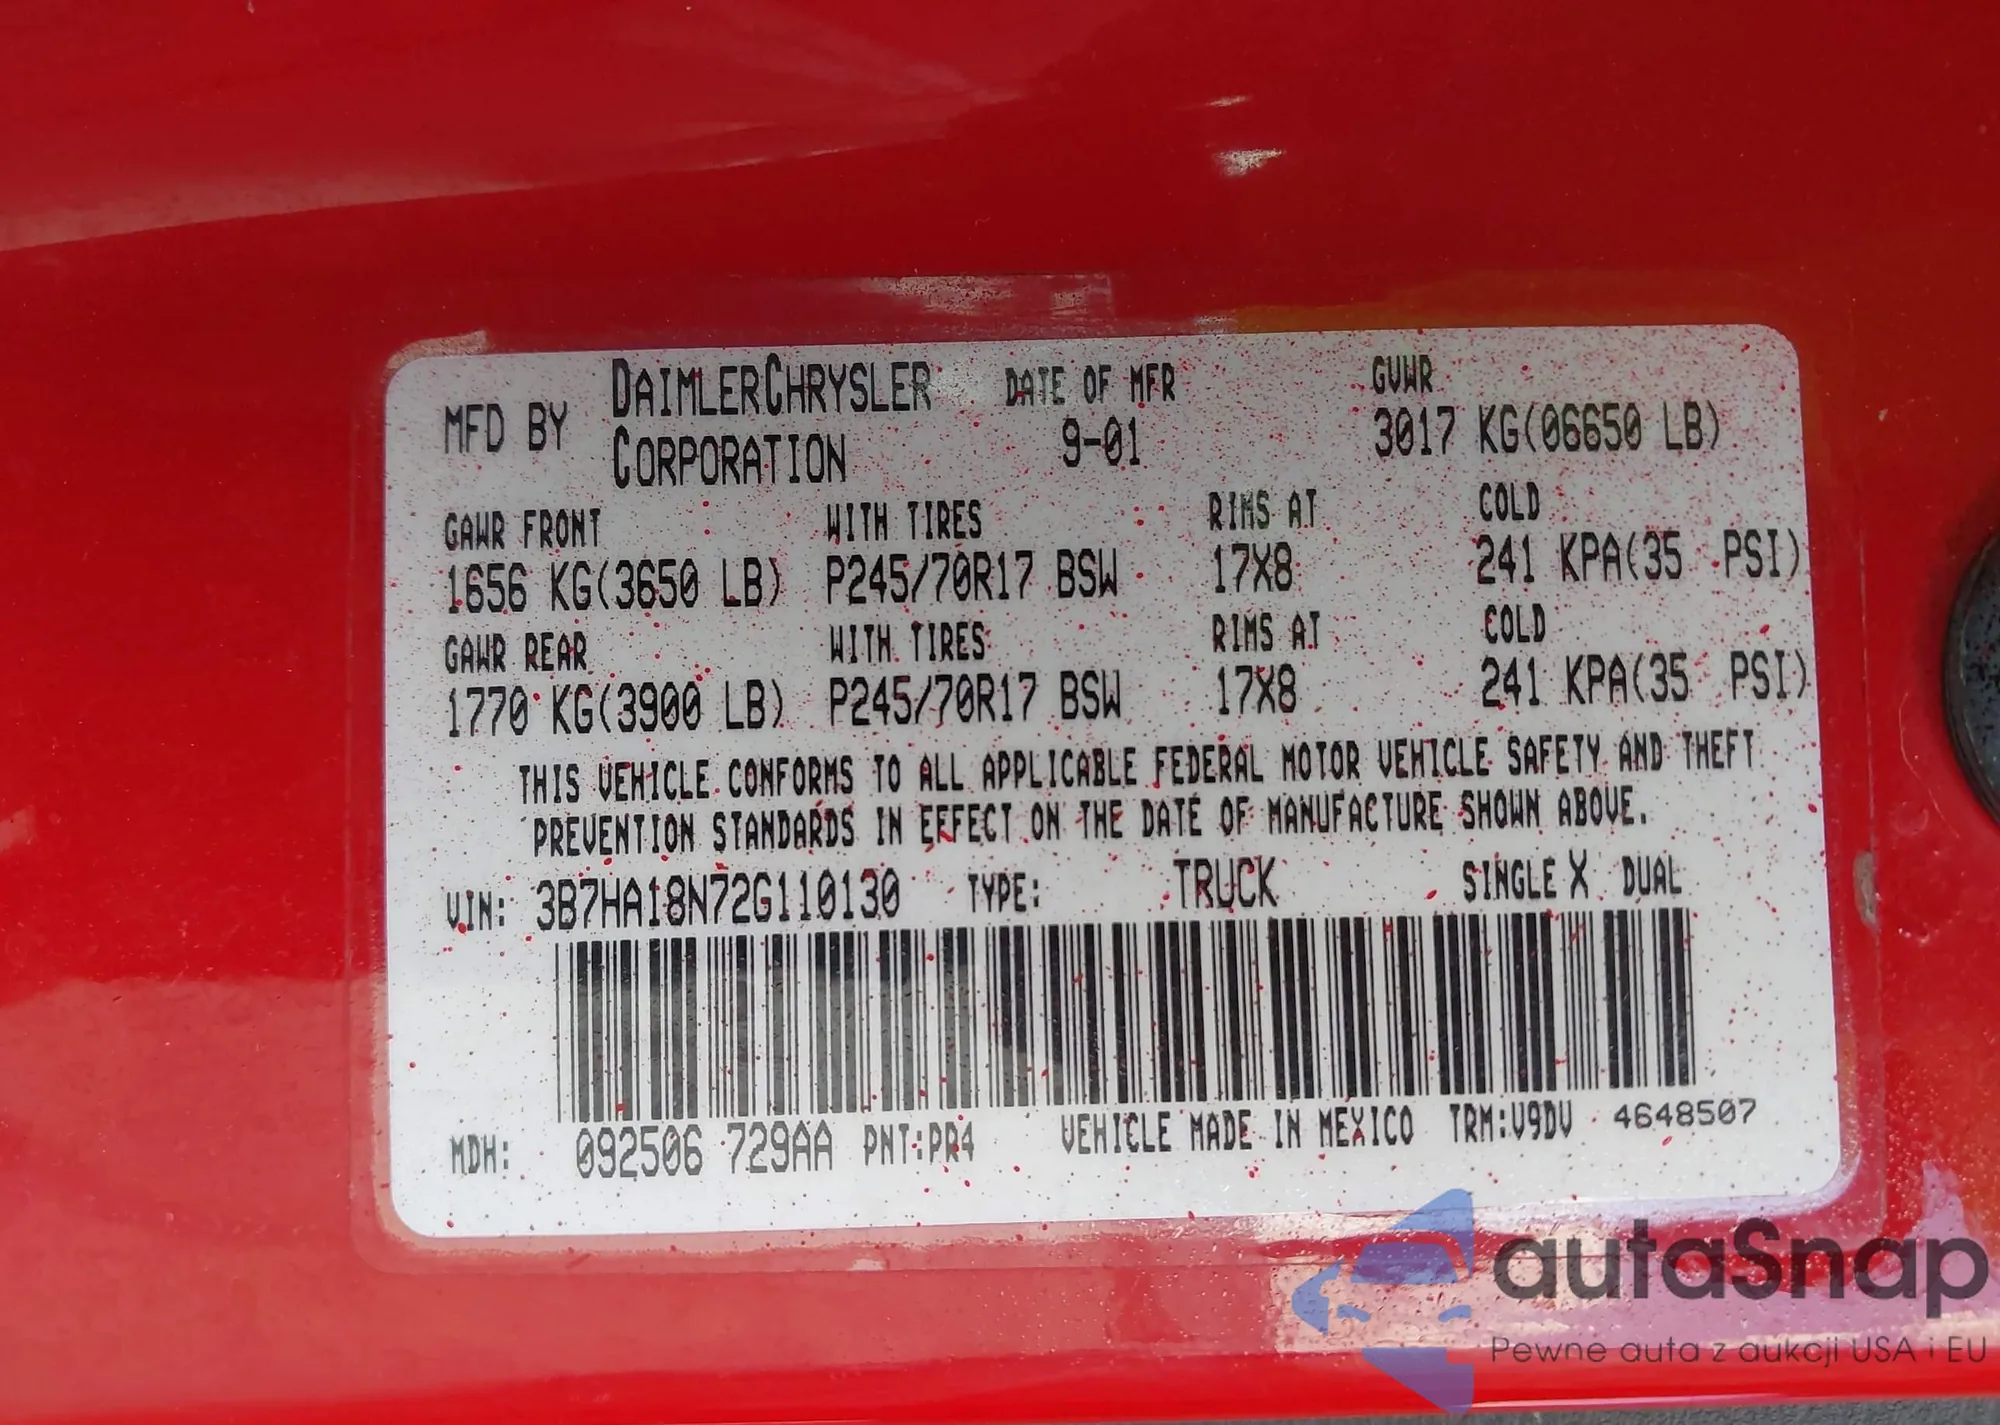 MFD BY DAIMLERCHRYSLER CORPORATION DATE OF MFR 9-01 GVWR 3017 KG(06650 LB)
GAWR FRONT WITH TIRES RIMS AT COLD
1656 KG(3650 LB) P245/70R17 BSW 17X8 241 KPA(35 PSI)
GAWR REAR WITH TIRES RIMS AT COLD
1770 KG(3900 LB) P245/70R17 BSW 17X8 241 KPA(35 PSI)
THIS VEHICLE CONFORMS TO ALL APPLICABLE FEDERAL MOTOR VEHICLE SAFETY AND THEFT
PREVENTION STANDARDS IN EFFECT ON THE DATE OF MANUFACTURE SHOWN ABOVE.
VIN: 3B7HA18N72G110130 TYPE: TRUCK SINGLE X DUAL
MDH: 092506 729AA PNT:PR4 VEHICLE MADE IN MEXICO TRM:V9DV 4648507
autaSnap
Pewne auta z aukcji USA i EU